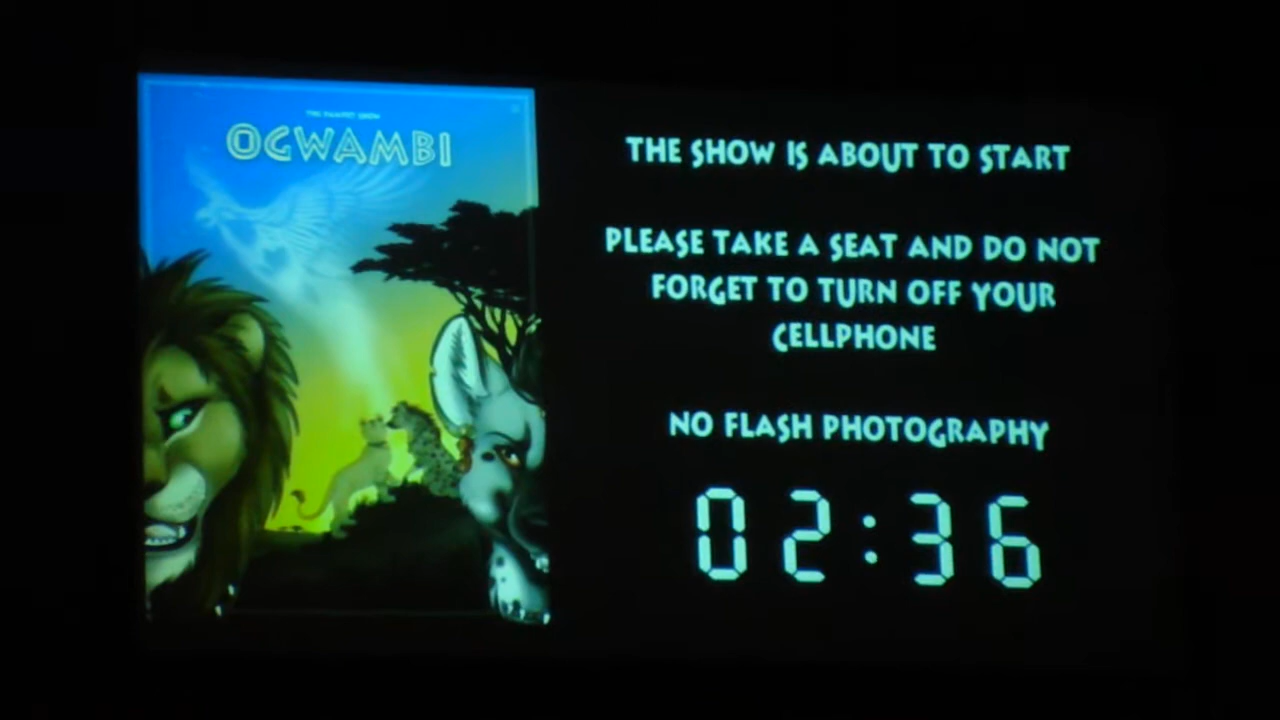 OGWAMBI
THE SHOW IS ABOUT TO START
PLEASE TAKE A SEAT AND DO NOT
FORGET TO TURN OFF YOUR
CELLPHONE
NO FLASH PHOTOGRAPHY
02:36